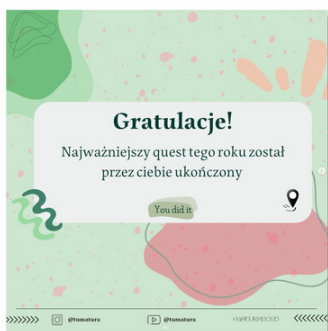 Gratulacje!
Najważniejszy quest tego roku został
przez ciebie ukończony
You did it
@tumatura @tumatura